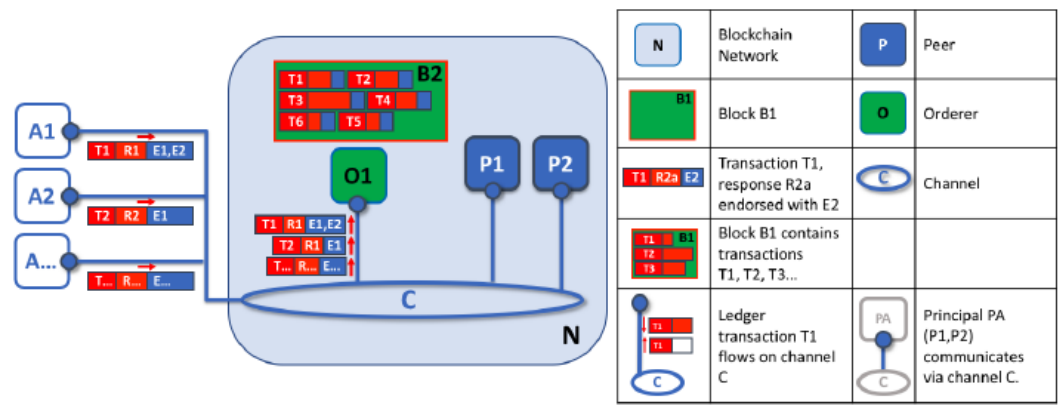 A1
T1 R1 E1,E2
A2
T2 R2 E1
A...
T... R... E...
B2
T1 T2
T3 T4
T6 T5
O1
P1
P2
T1 R1 E1,E2
T2 R1 E1
T... R... E...
C
N
N
Blockchain
Network
P
Peer
B1
Block B1
O
Orderer
T1 R2a E2
Transaction T1,
response R2a
endorsed with E2
C
Channel
T1 B1
T2
T3
Block B1 contains
transactions
T1, T2, T3...
T1
T1
C
Ledger
transaction T1
flows on channel
C
PA
C
Principal PA
(P1,P2)
communicates
via channel C.